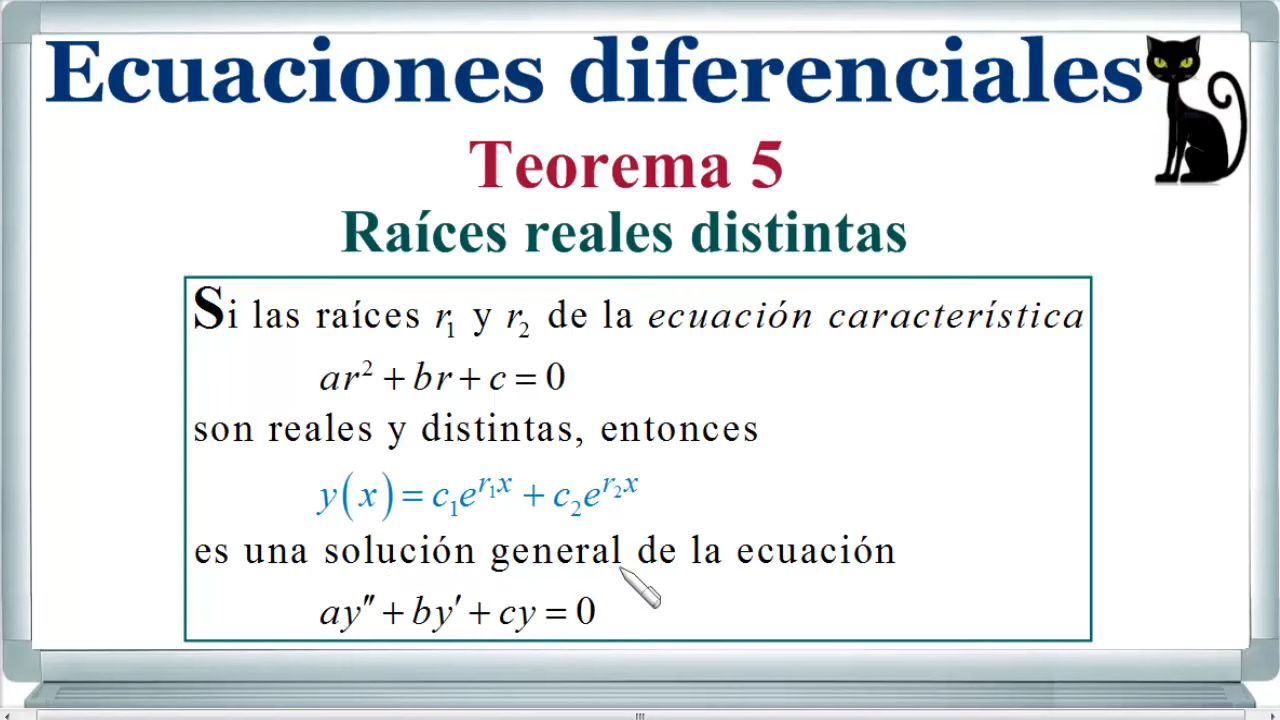 Ecuaciones diferenciales
Teorema 5
Raíces reales distintas
Si las raíces r₁ y r₂ de la ecuación característica
ar² + br + c = 0
son reales y distintas, entonces
y(x) = c₁e^{r₁x} + c₂e^{r₂x}
es una solución general de la ecuación
ay″ + by′ + cy = 0